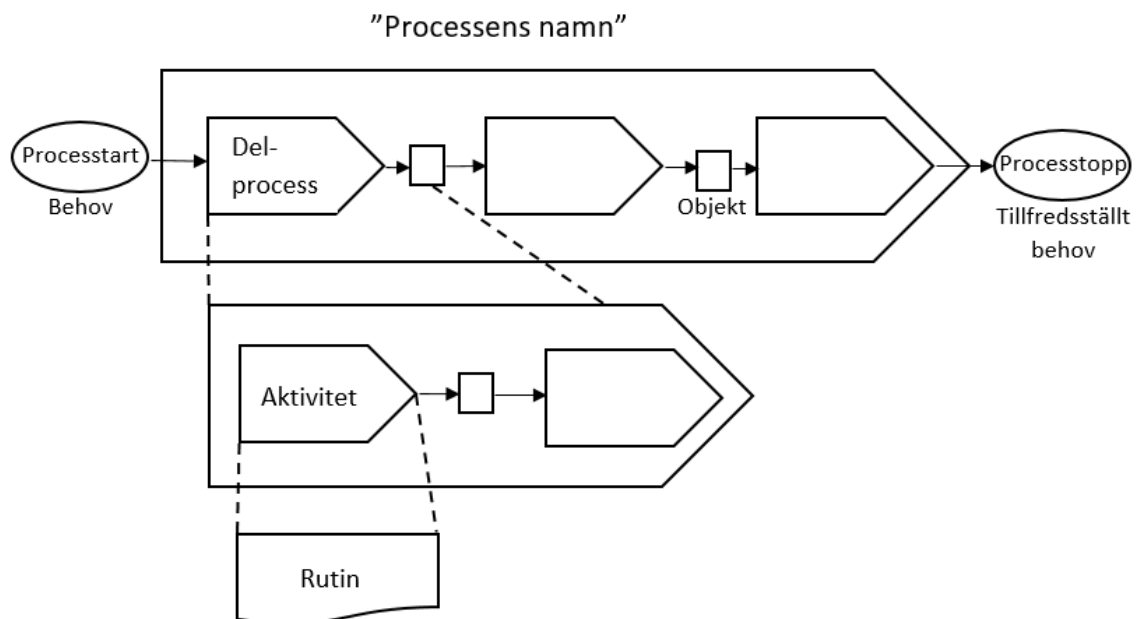 ”Processens namn”
Processtart
Behov
Del-
process
Objekt
Processtopp
Tillfredsställt
behov
Aktivitet
Rutin